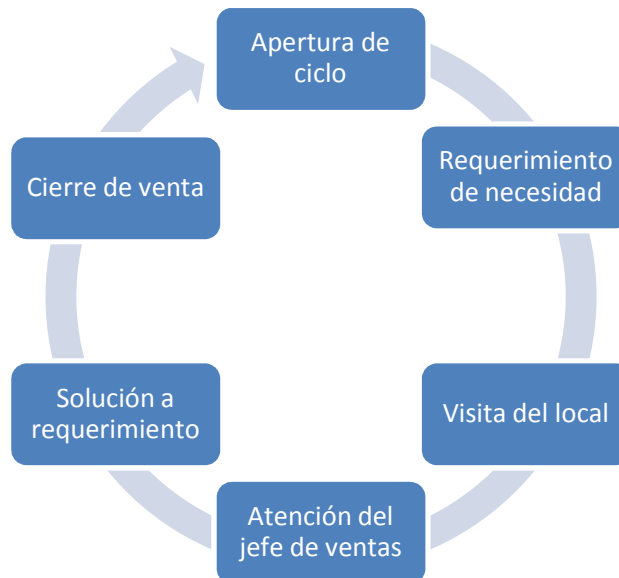 Apertura de
ciclo
Requerimiento
de necesidad
Visita del local
Atención del
jefe de ventas
Solución a
requerimiento
Cierre de venta